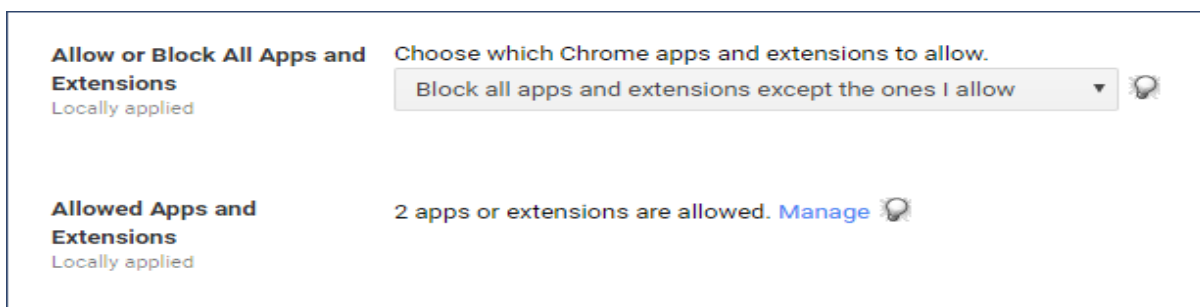 Allow or Block All Apps and
Extensions
Locally applied
Choose which Chrome apps and extensions to allow.
Block all apps and extensions except the ones I allow
Allowed Apps and
Extensions
Locally applied
2 apps or extensions are allowed. Manage